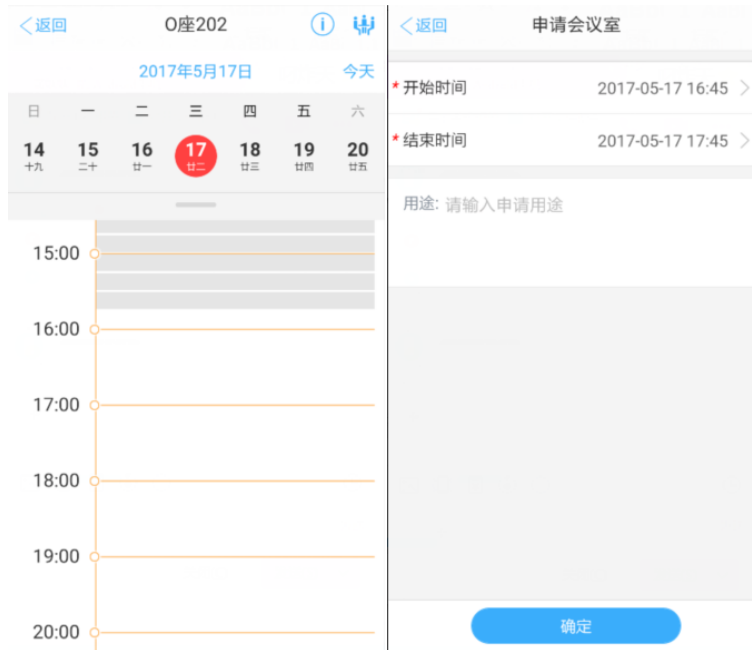 返回 O座202
2017年5月17日 今天
日 一 二 三 四 五 六
14 15 16 17 18 19 20
十九 二十 廿一 廿二 廿三 廿四 廿五
15:00
16:00
17:00
18:00
19:00
20:00
返回 申请会议室
* 开始时间 2017-05-17 16:45
* 结束时间 2017-05-17 17:45
用途: 请输入申请用途
确定